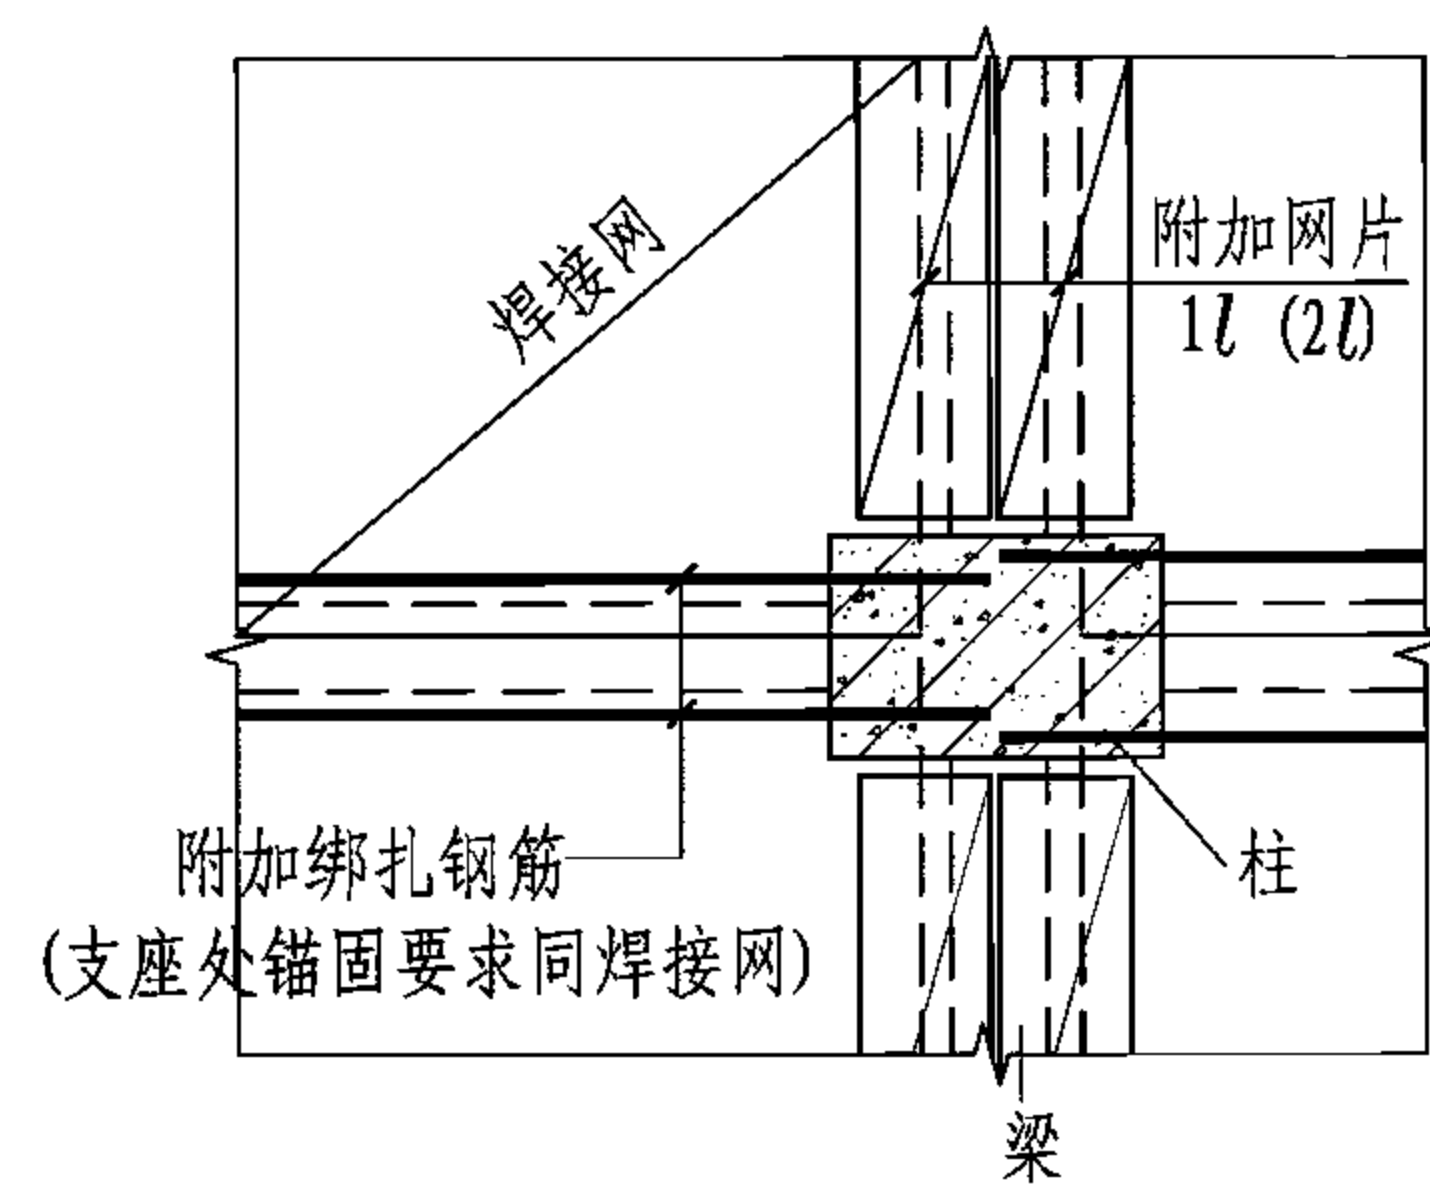 焊接网
附加网片
1l (2l)
附加绑扎钢筋
(支座处锚固要求同焊接网)
柱
梁